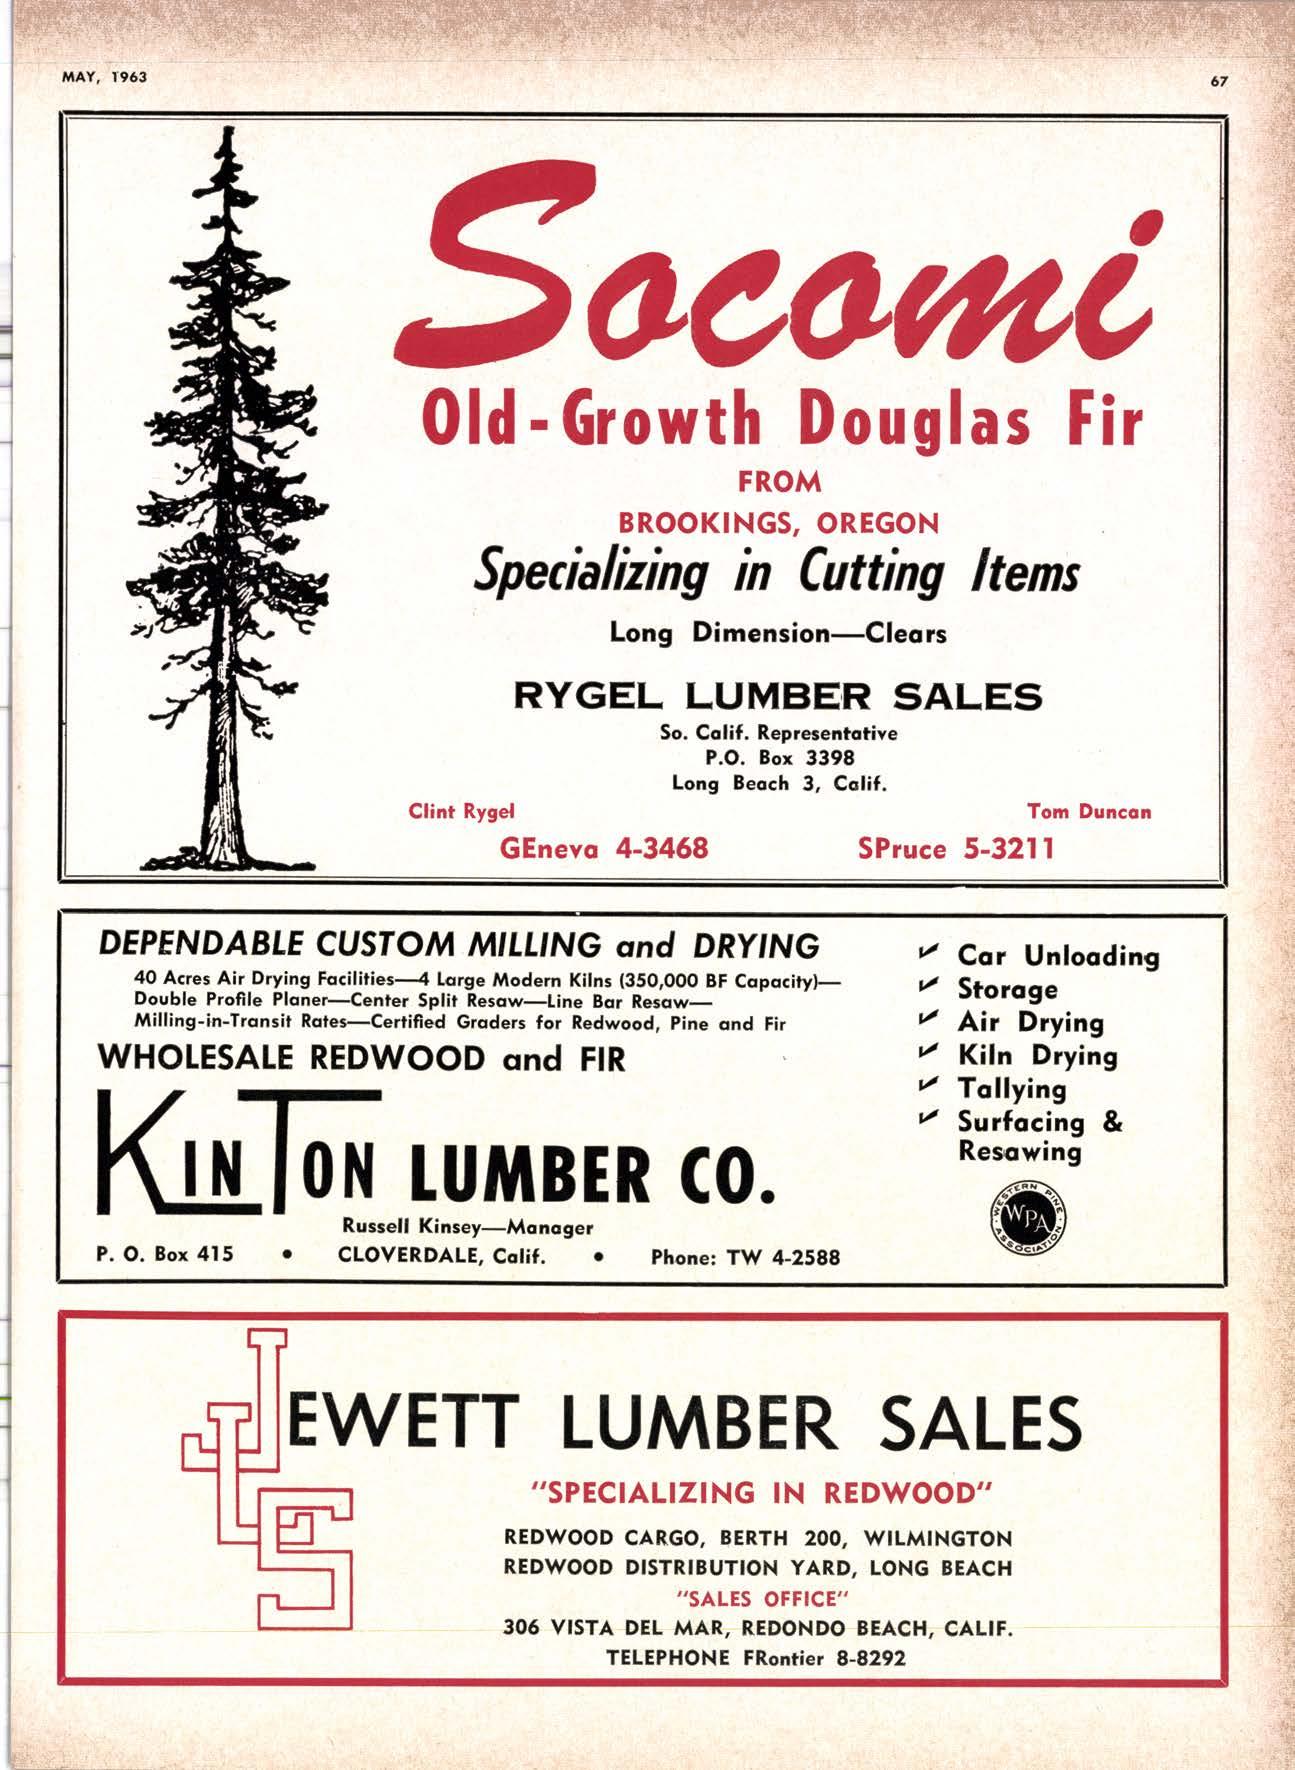 MAY, 1963
67
Socomi
Old-Growth Douglas Fir
FROM
BROOKINGS, OREGON
Specializing in Cutting Items
Long Dimension—Clears
RYGEL LUMBER SALES
So. Calif. Representative
P.O. Box 3398
Long Beach 3, Calif.
Clint Rygel
Tom Duncan
GEneva 4-3468
SPruce 5-3211
DEPENDABLE CUSTOM MILLING and DRYING
40 Acres Air Drying Facilities—4 Large Modern Kilns (350,000 BF Capacity)—
Double Profile Planer—Center Split Resaw—Line Bar Resaw—
Milling-in-Transit Rates—Certified Graders for Redwood, Pine and Fir
WHOLESALE REDWOOD and FIR
KINTON LUMBER CO.
Russell Kinsey—Manager
P. O. Box 415 • CLOVERDALE, Calif. • Phone: TW 4-2588
✔ Car Unloading
✔ Storage
✔ Air Drying
✔ Kiln Drying
✔ Tallying
✔ Surfacing &
Resawing
WESTERN PINE
WPA
ASSOCIATION
JEWETT LUMBER SALES
JLS
"SPECIALIZING IN REDWOOD"
REDWOOD CARGO, BERTH 200, WILMINGTON
REDWOOD DISTRIBUTION YARD, LONG BEACH
"SALES OFFICE"
306 VISTA DEL MAR, REDONDO BEACH, CALIF.
TELEPHONE FRontier 8-8292